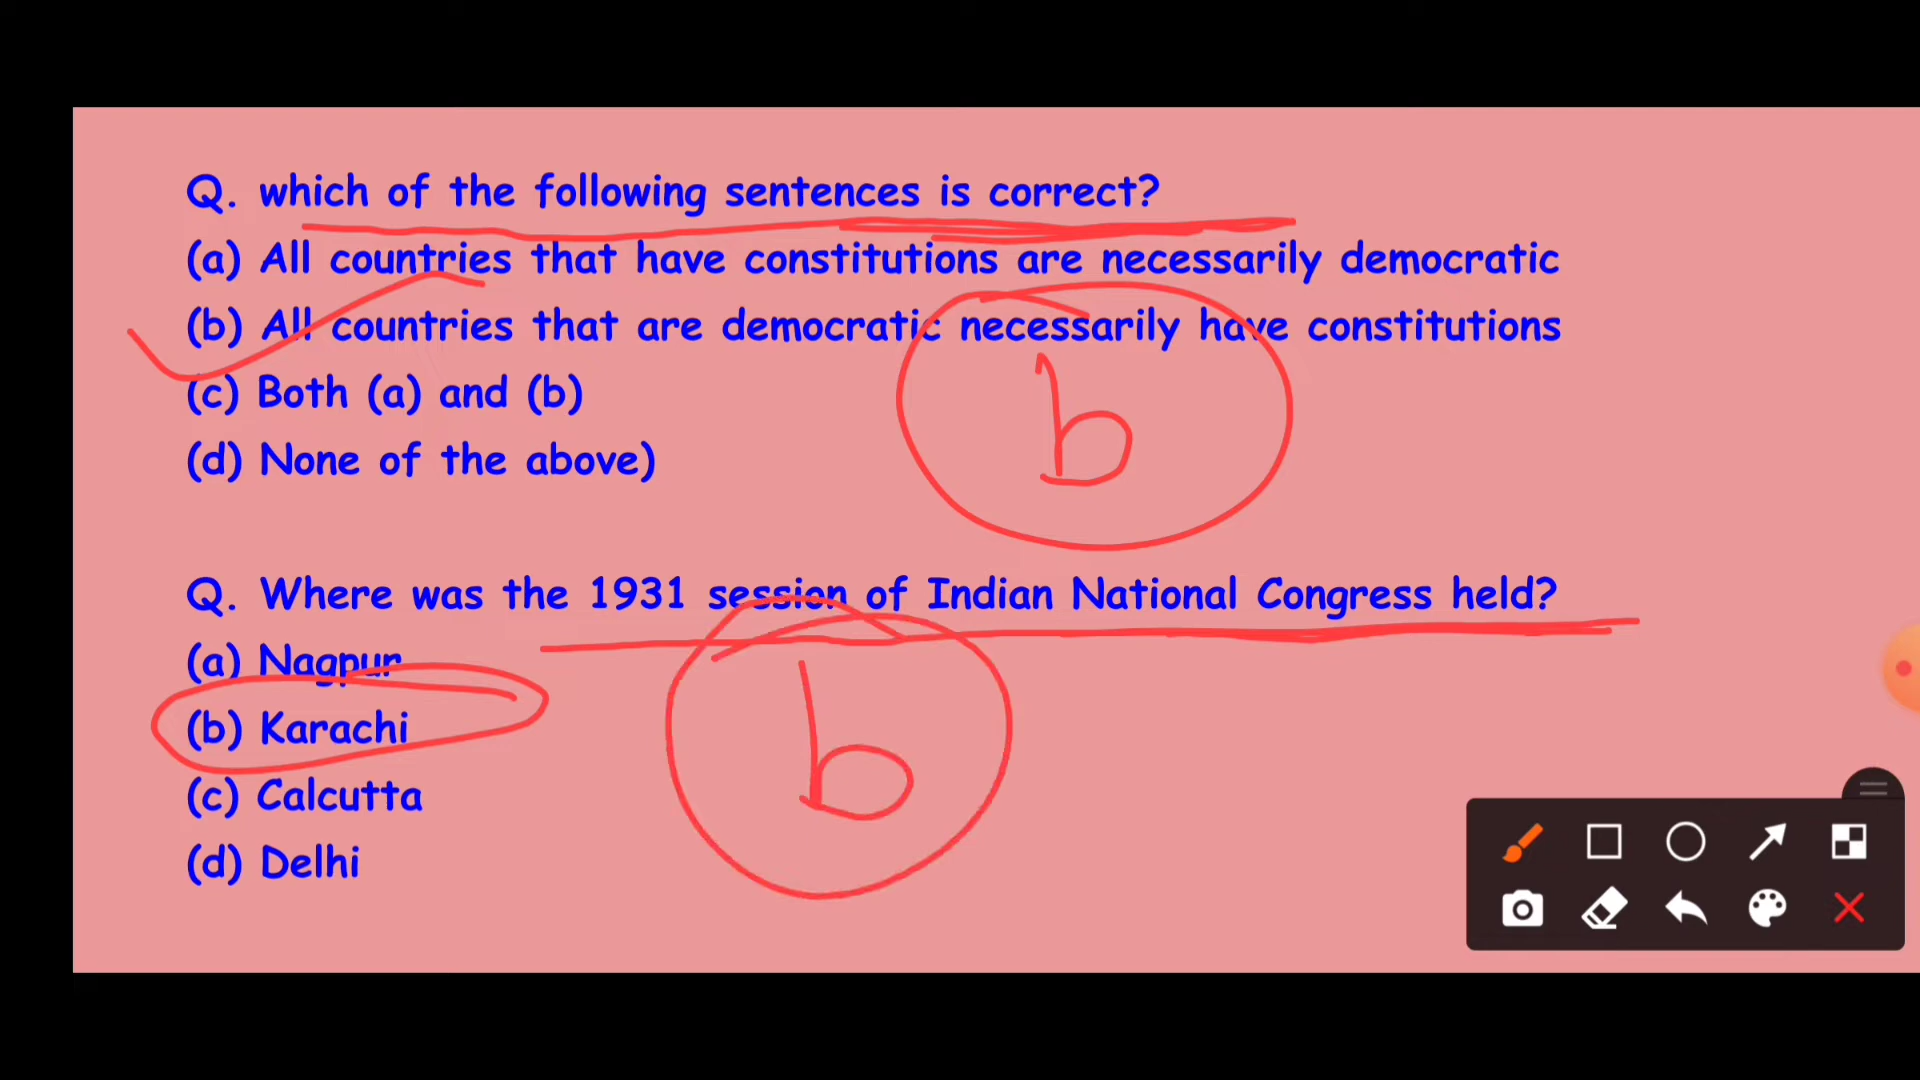 Q. which of the following sentences is correct?
(a) All countries that have constitutions are necessarily democratic
(b) All countries that are democratic necessarily have constitutions
(c) Both (a) and (b)
(d) None of the above)
b
Q. Where was the 1931 session of Indian National Congress held?
(a) Nagpur
(b) Karachi
b
(c) Calcutta
(d) Delhi